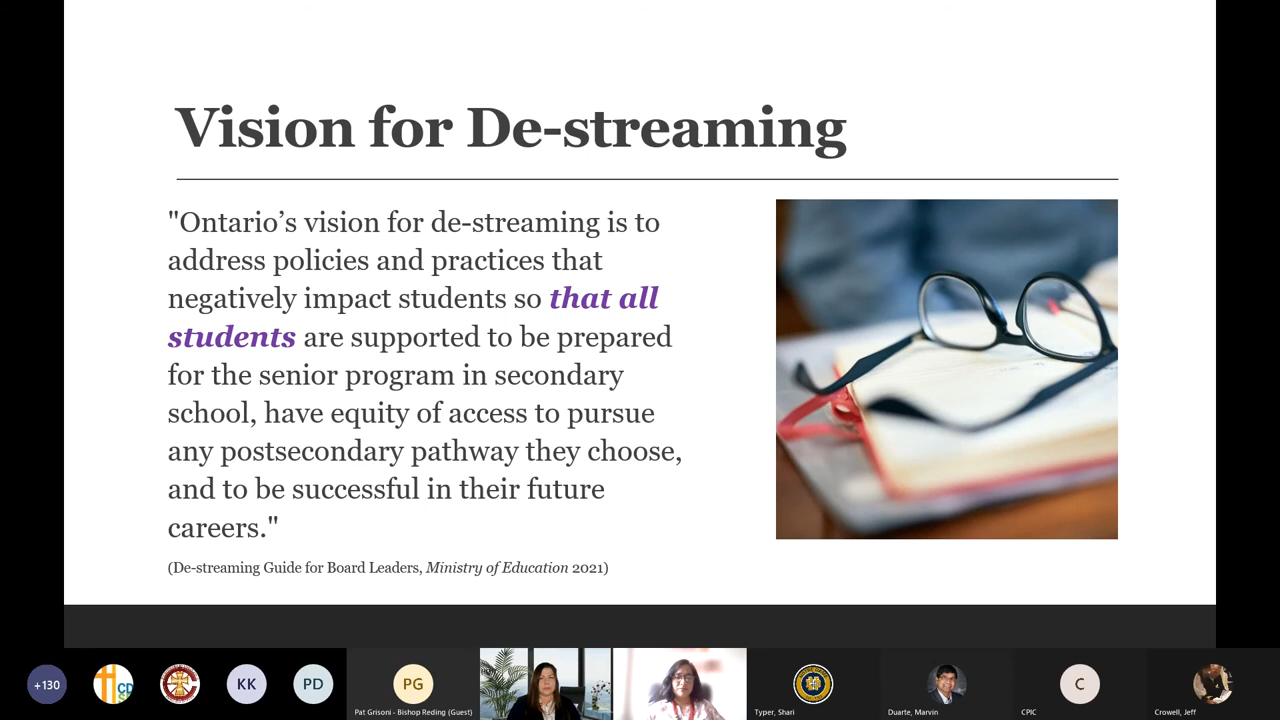 Vision for De-streaming
"Ontario’s vision for de-streaming is to
address policies and practices that
negatively impact students so that all
students are supported to be prepared
for the senior program in secondary
school, have equity of access to pursue
any postsecondary pathway they choose,
and to be successful in their future
careers."
(De-streaming Guide for Board Leaders, Ministry of Education 2021)
+130
CD
KK
PD
PG
C
Pat Grisoni - Bishop Reding (Guest)
Typer, Shari
Duarte, Marvin
CPIC
Crowell, Jeff